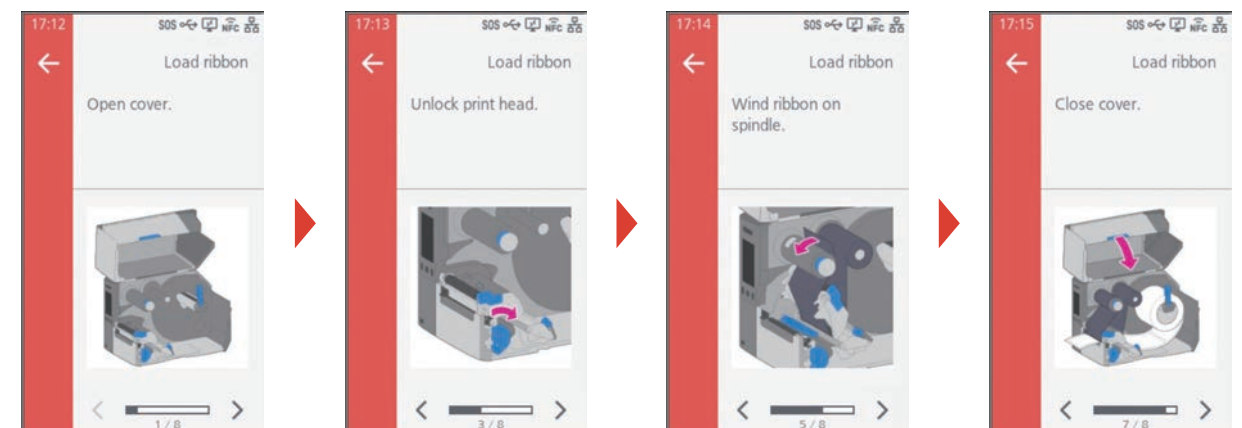 17:12 SOS NFC
Load ribbon
Open cover.
1 / 8
17:13 SOS NFC
Load ribbon
Unlock print head.
3 / 8
17:14 SOS NFC
Load ribbon
Wind ribbon on
spindle.
5 / 8
17:15 SOS NFC
Load ribbon
Close cover.
7 / 8